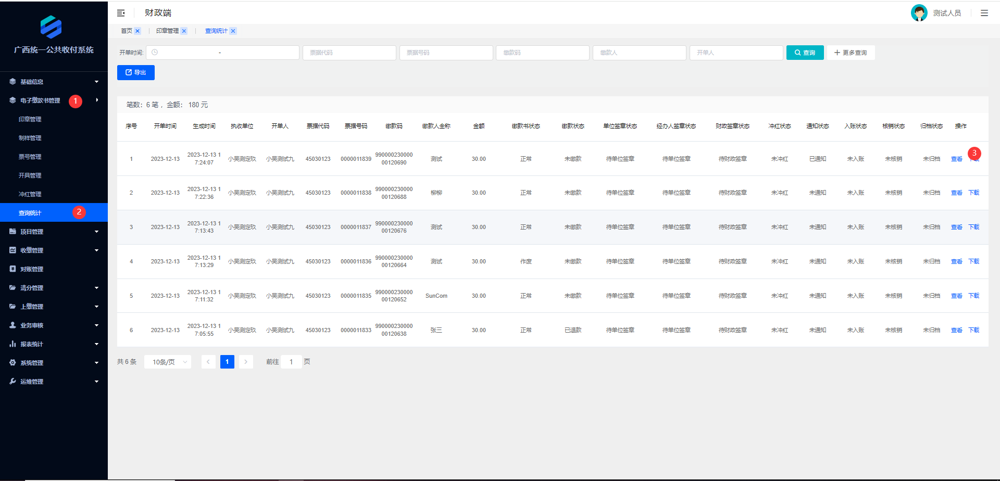 财政端
测试人员
广西统一公共收付系统
首页
印章管理
查询统计
开单时间:
-
票据代码
票据号码
缴款码
缴款人
开单人
查询
更多查询
导出
基础信息
电子缴款书管理
1
印章管理
制样管理
票号管理
开具管理
冲红管理
查询统计
2
项目管理
收缴管理
对账管理
清分管理
上缴管理
业务审核
报表统计
系统管理
运维管理
笔数: 6 笔 , 金额: 180 元
序号 开单时间 生成时间 执收单位 开单人 票据代码 票据号码 缴款码 缴款人全称 金额 缴款书状态 缴款状态 单位签章状态 经办人签章状态 财政签章状态 冲红状态 通知状态 入账状态 核销状态 归档状态 操作
3
1 2023-12-13 2023-12-13 17:24:07 小吴测定玖 小吴测试九 45030123 0000011839 99000023000000120690 测试 30.00 正常 未缴款 待单位签章 待单位签章 待财政签章 未冲红 已通知 未入账 未核销 未归档 查看
2 2023-12-13 2023-12-13 17:22:36 小吴测定玖 小吴测试九 45030123 0000011838 99000023000000120688 柳柳 30.00 正常 未缴款 待单位签章 待单位签章 待财政签章 未冲红 未通知 未入账 未核销 未归档 查看 下载
3 2023-12-13 2023-12-13 17:13:43 小吴测定玖 小吴测试九 45030123 0000011837 99000023000000120676 测试 30.00 正常 未缴款 待单位签章 待单位签章 待财政签章 未冲红 未通知 未入账 未核销 未归档 查看 下载
4 2023-12-13 2023-12-13 17:13:29 小吴测定玖 小吴测试九 45030123 0000011836 99000023000000120664 测试 30.00 作废 未缴款 待单位签章 待单位签章 待财政签章 未冲红 未通知 未入账 未核销 未归档 查看 下载
5 2023-12-13 2023-12-13 17:11:32 小吴测定玖 小吴测试九 45030123 0000011835 99000023000000120652 SunCom 30.00 正常 未缴款 待单位签章 待单位签章 待财政签章 未冲红 未通知 未入账 未核销 未归档 查看 下载
6 2023-12-13 2023-12-13 17:05:55 小吴测定玖 小吴测试九 45030123 0000011833 99000023000000120638 张三 30.00 正常 已退款 待单位签章 待单位签章 待财政签章 未冲红 未通知 未入账 未核销 未归档 查看 下载
共 6 条 10条/页 1 前往 1 页